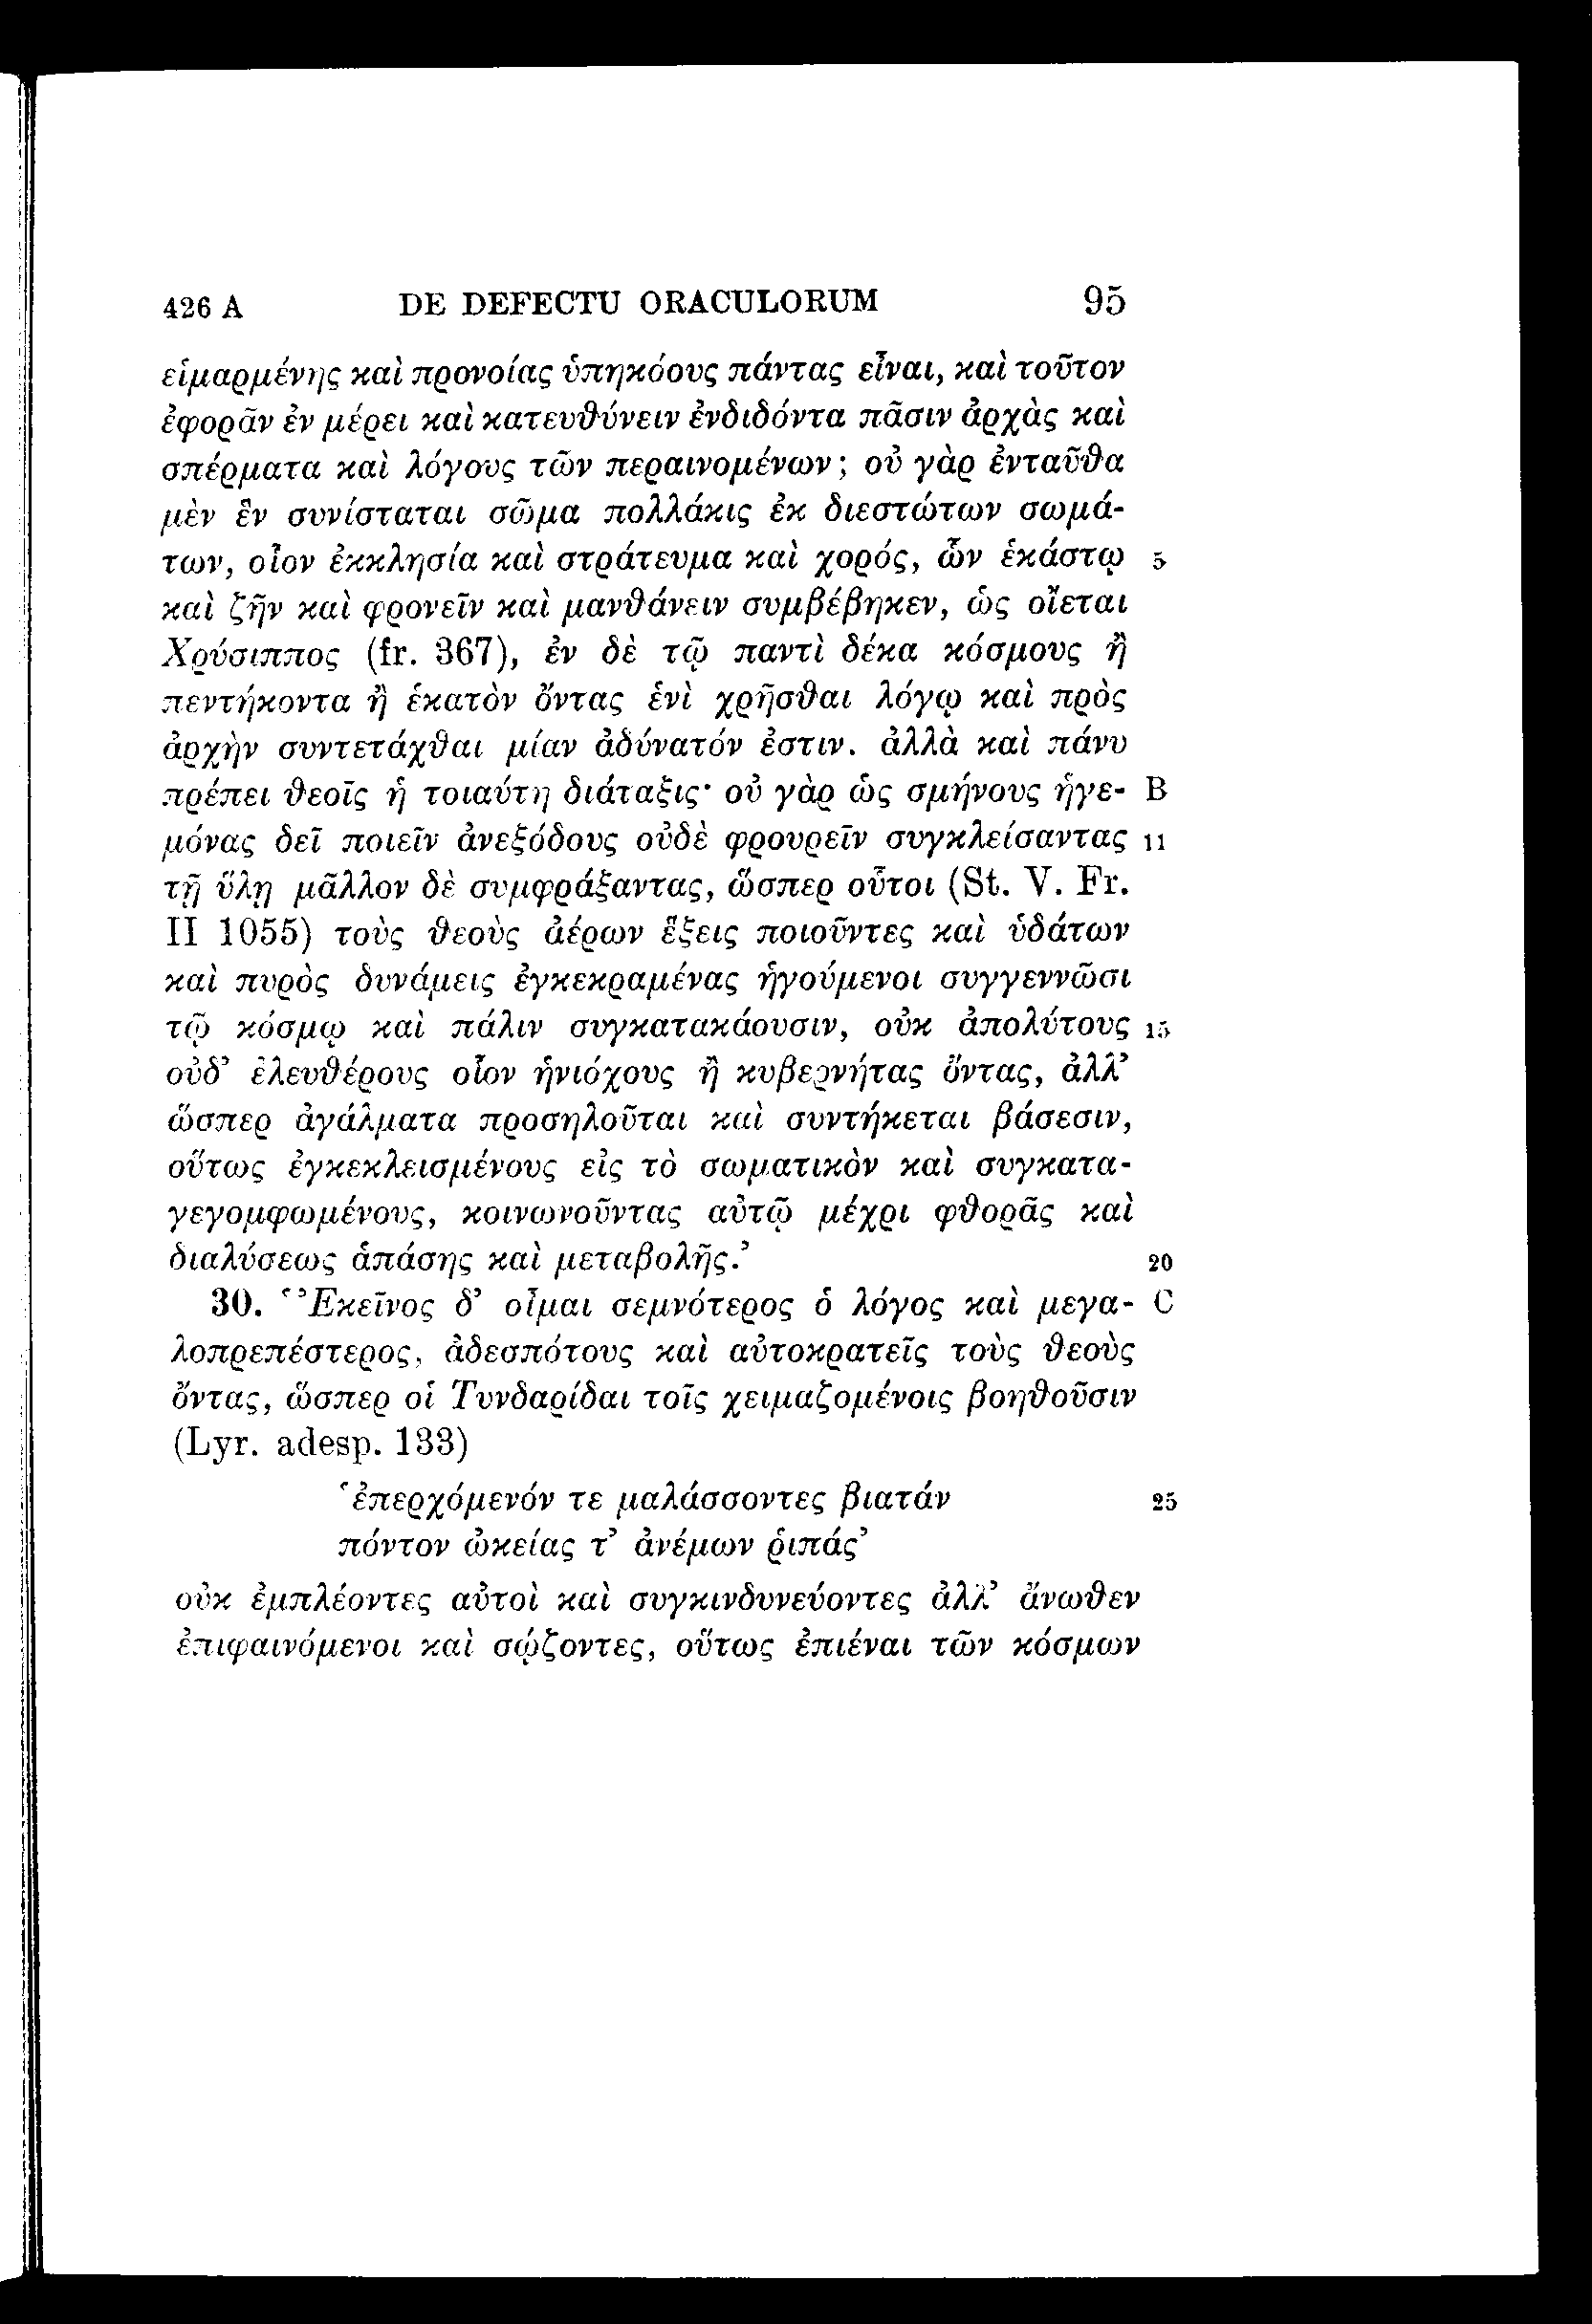 426 A DE DEFECTU ORACULORUM 95
εἱμαρμένης καὶ προνοίας ὑπηκόους πάντας εἶναι, καὶ τοῦτον
ἐφορᾶν ἐν μέρει καὶ κατευθύνειν ἐνδιδόντα πᾶσιν ἀρχὰς καὶ
σπέρματα καὶ λόγους τῶν περαινομένων; οὐ γὰρ ἐνταῦθα
μὲν ἓν συνίσταται σῶμα πολλάκις ἐκ διεστώτων σωμά-
των, οἷον ἐκκλησία καὶ στράτευμα καὶ χορός, ὧν ἑκάστῳ 5
καὶ ζῆν καὶ φρονεῖν καὶ μανθάνειν συμβέβηκεν, ὡς οἴεται
Χρύσιππος (fr. 367), ἐν δὲ τῷ παντὶ δέκα κόσμους ἢ
πεντήκοντα ἢ ἑκατὸν ὄντας ἑνὶ χρῆσθαι λόγῳ καὶ πρὸς
ἀρχὴν συντετάχθαι μίαν ἀδύνατόν ἐστιν. ἀλλὰ καὶ πάνυ
πρέπει θεοῖς ἡ τοιαύτη διάταξις· οὐ γὰρ ὡς σμήνους ἡγε- B
μόνας δεῖ ποιεῖν ἀνεξόδους οὐδὲ φρουρεῖν συγκλείσαντας 11
τῇ ὕλῃ μᾶλλον δὲ συμφράξαντας, ὥσπερ οὗτοι (St. V. Fr.
II 1055) τοὺς θεοὺς ἀέρων ἕξεις ποιοῦντες καὶ ὑδάτων
καὶ πυρὸς δυνάμεις ἐγκεκραμένας ἡγούμενοι συγγεννῶσι
τῷ κόσμῳ καὶ πάλιν συγκατακάουσιν, οὐκ ἀπολύτους 15
οὐδ’ ἐλευθέρους οἷον ἡνιόχους ἢ κυβερνήτας ὄντας, ἀλλ’
ὥσπερ ἀγάλματα προσηλοῦται καὶ συντήκεται βάσεσιν,
οὕτως ἐγκεκλεισμένους εἰς τὸ σωματικὸν καὶ συγκατα-
γεγομφωμένους, κοινωνοῦντας αὐτῷ μέχρι φθορᾶς καὶ
διαλύσεως ἁπάσης καὶ μεταβολῆς.’ 20
30. ‘Ἐκεῖνος δ’ οἶμαι σεμνότερος ὁ λόγος καὶ μεγα- C
λοπρεπέστερος, ἀδεσπότους καὶ αὐτοκρατεῖς τοὺς θεοὺς
ὄντας, ὥσπερ οἱ Τυνδαρίδαι τοῖς χειμαζομένοις βοηθοῦσιν
(Lyr. adesp. 133)
‘ἐπερχόμενόν τε μαλάσσοντες βιατάν 25
πόντον ὠκείας τ’ ἀνέμων ῥιπάς’
οὐκ ἐμπλέοντες αὐτοὶ καὶ συγκινδυνεύοντες ἀλλ’ ἄνωθεν
ἐπιφαινόμενοι καὶ σῴζοντες, οὕτως ἐπιέναι τῶν κόσμων